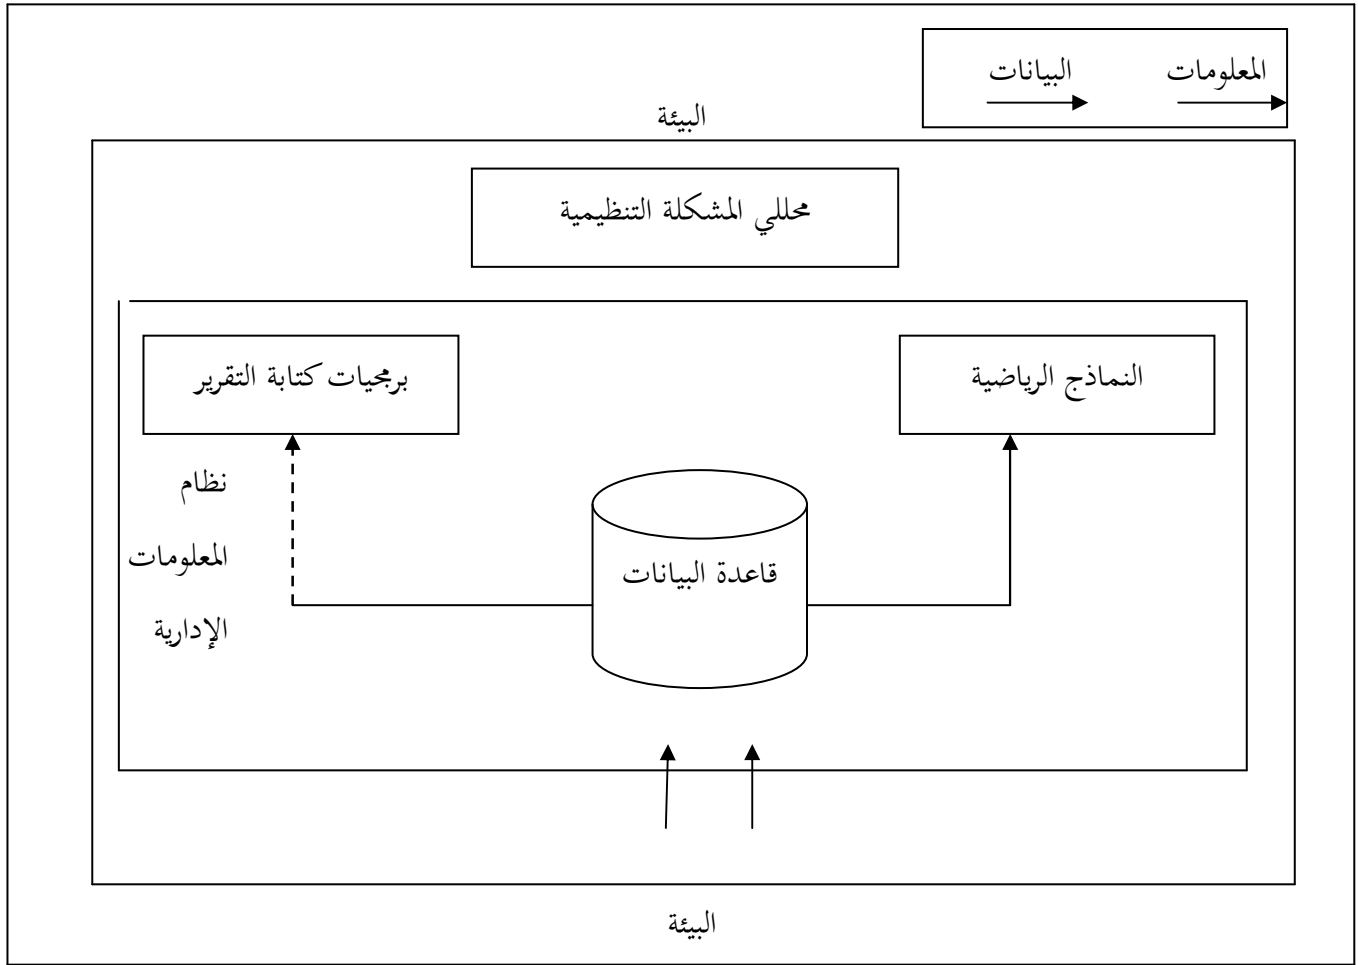 المعلومات
البيانات
البيئة
محللي المشكلة التنظيمية
النماذج الرياضية
برمجيات كتابة التقرير
نظام
المعلومات
الإدارية
قاعدة البيانات
البيئة